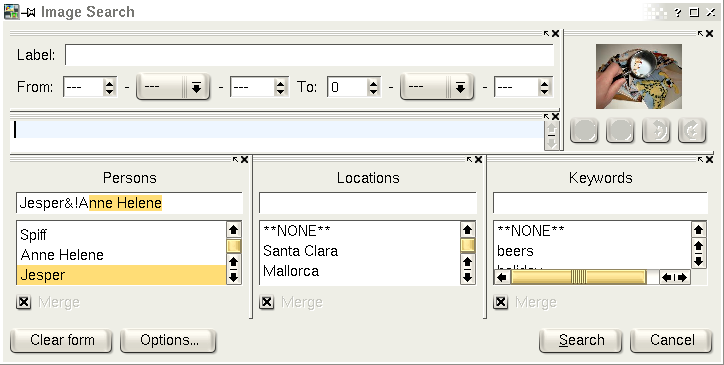 Image Search
Label:
From: --- - --- - --- To: 0 - --- - ---
Persons Locations Keywords
Jesper&!Anne Helene
Spiff **NONE** **NONE**
Anne Helene Santa Clara beers
Jesper Mallorca holiday
Merge Merge Merge
Clear form Options... Search Cancel